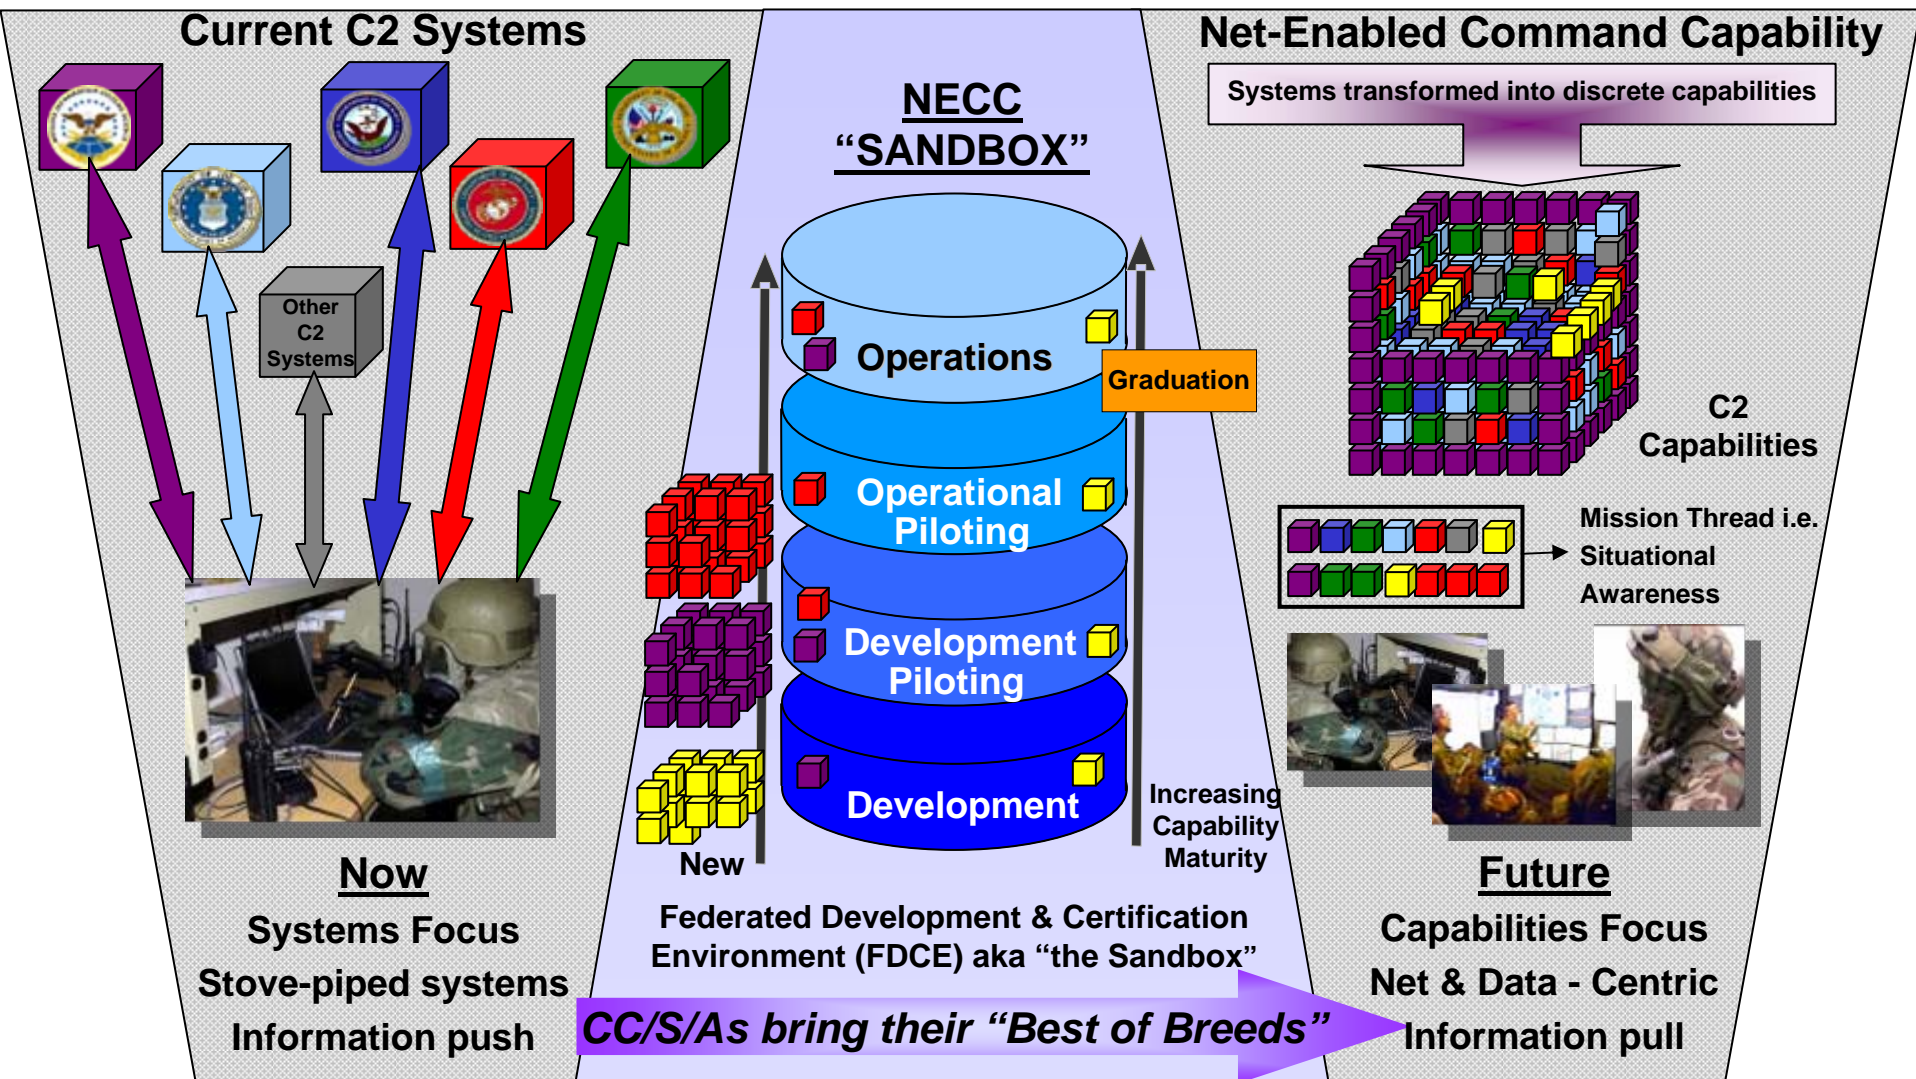 Current C2 Systems
Other
C2
Systems
Now
Systems Focus
Stove-piped systems
Information push
NECC
“SANDBOX”
Operations
Graduation
Operational
Piloting
Development
Piloting
Development
New
Increasing
Capability
Maturity
Federated Development & Certification
Environment (FDCE) aka “the Sandbox”
CC/S/As bring their “Best of Breeds”
Net-Enabled Command Capability
Systems transformed into discrete capabilities
C2
Capabilities
Mission Thread i.e.
Situational
Awareness
Future
Capabilities Focus
Net & Data - Centric
Information pull